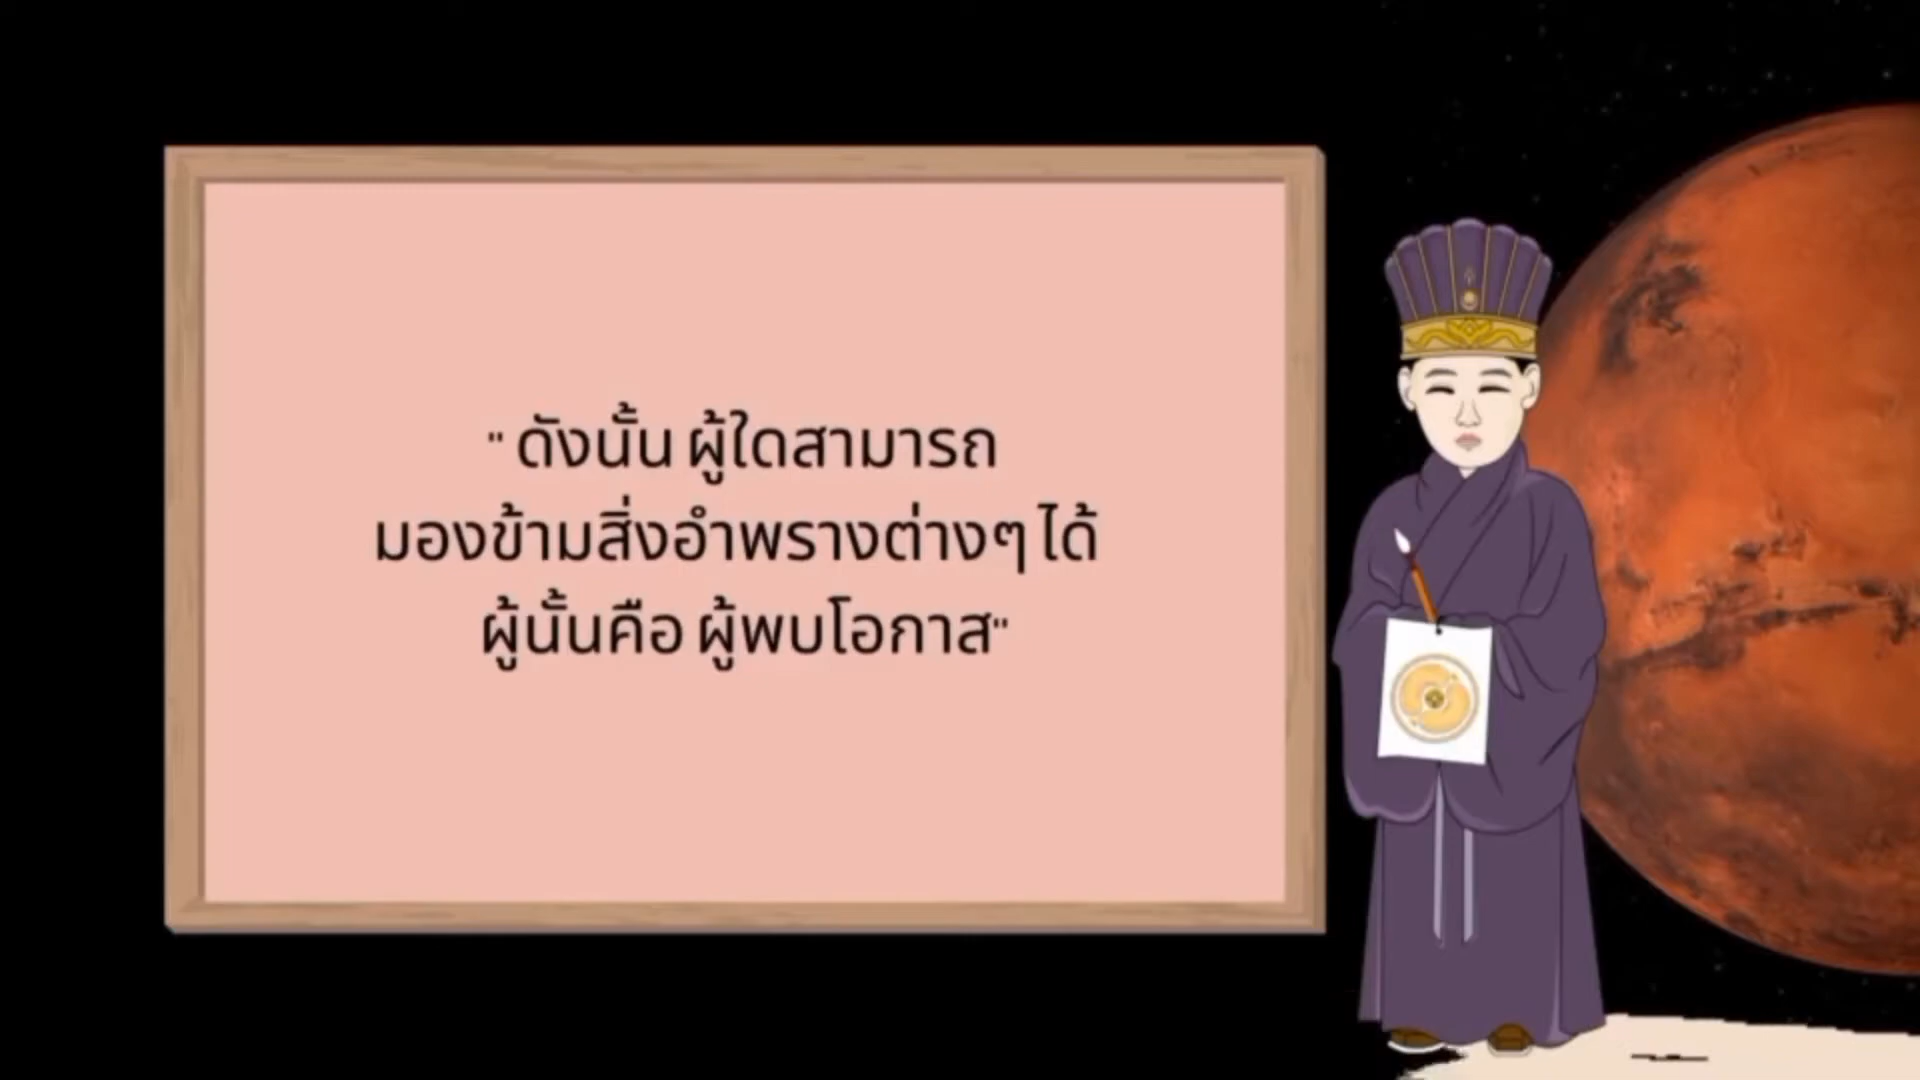 " ดังนั้น ผู้ใดสามารถ
มองข้ามสิ่งอำพรางต่างๆ ได้
ผู้นั้นคือ ผู้พบโอกาส"